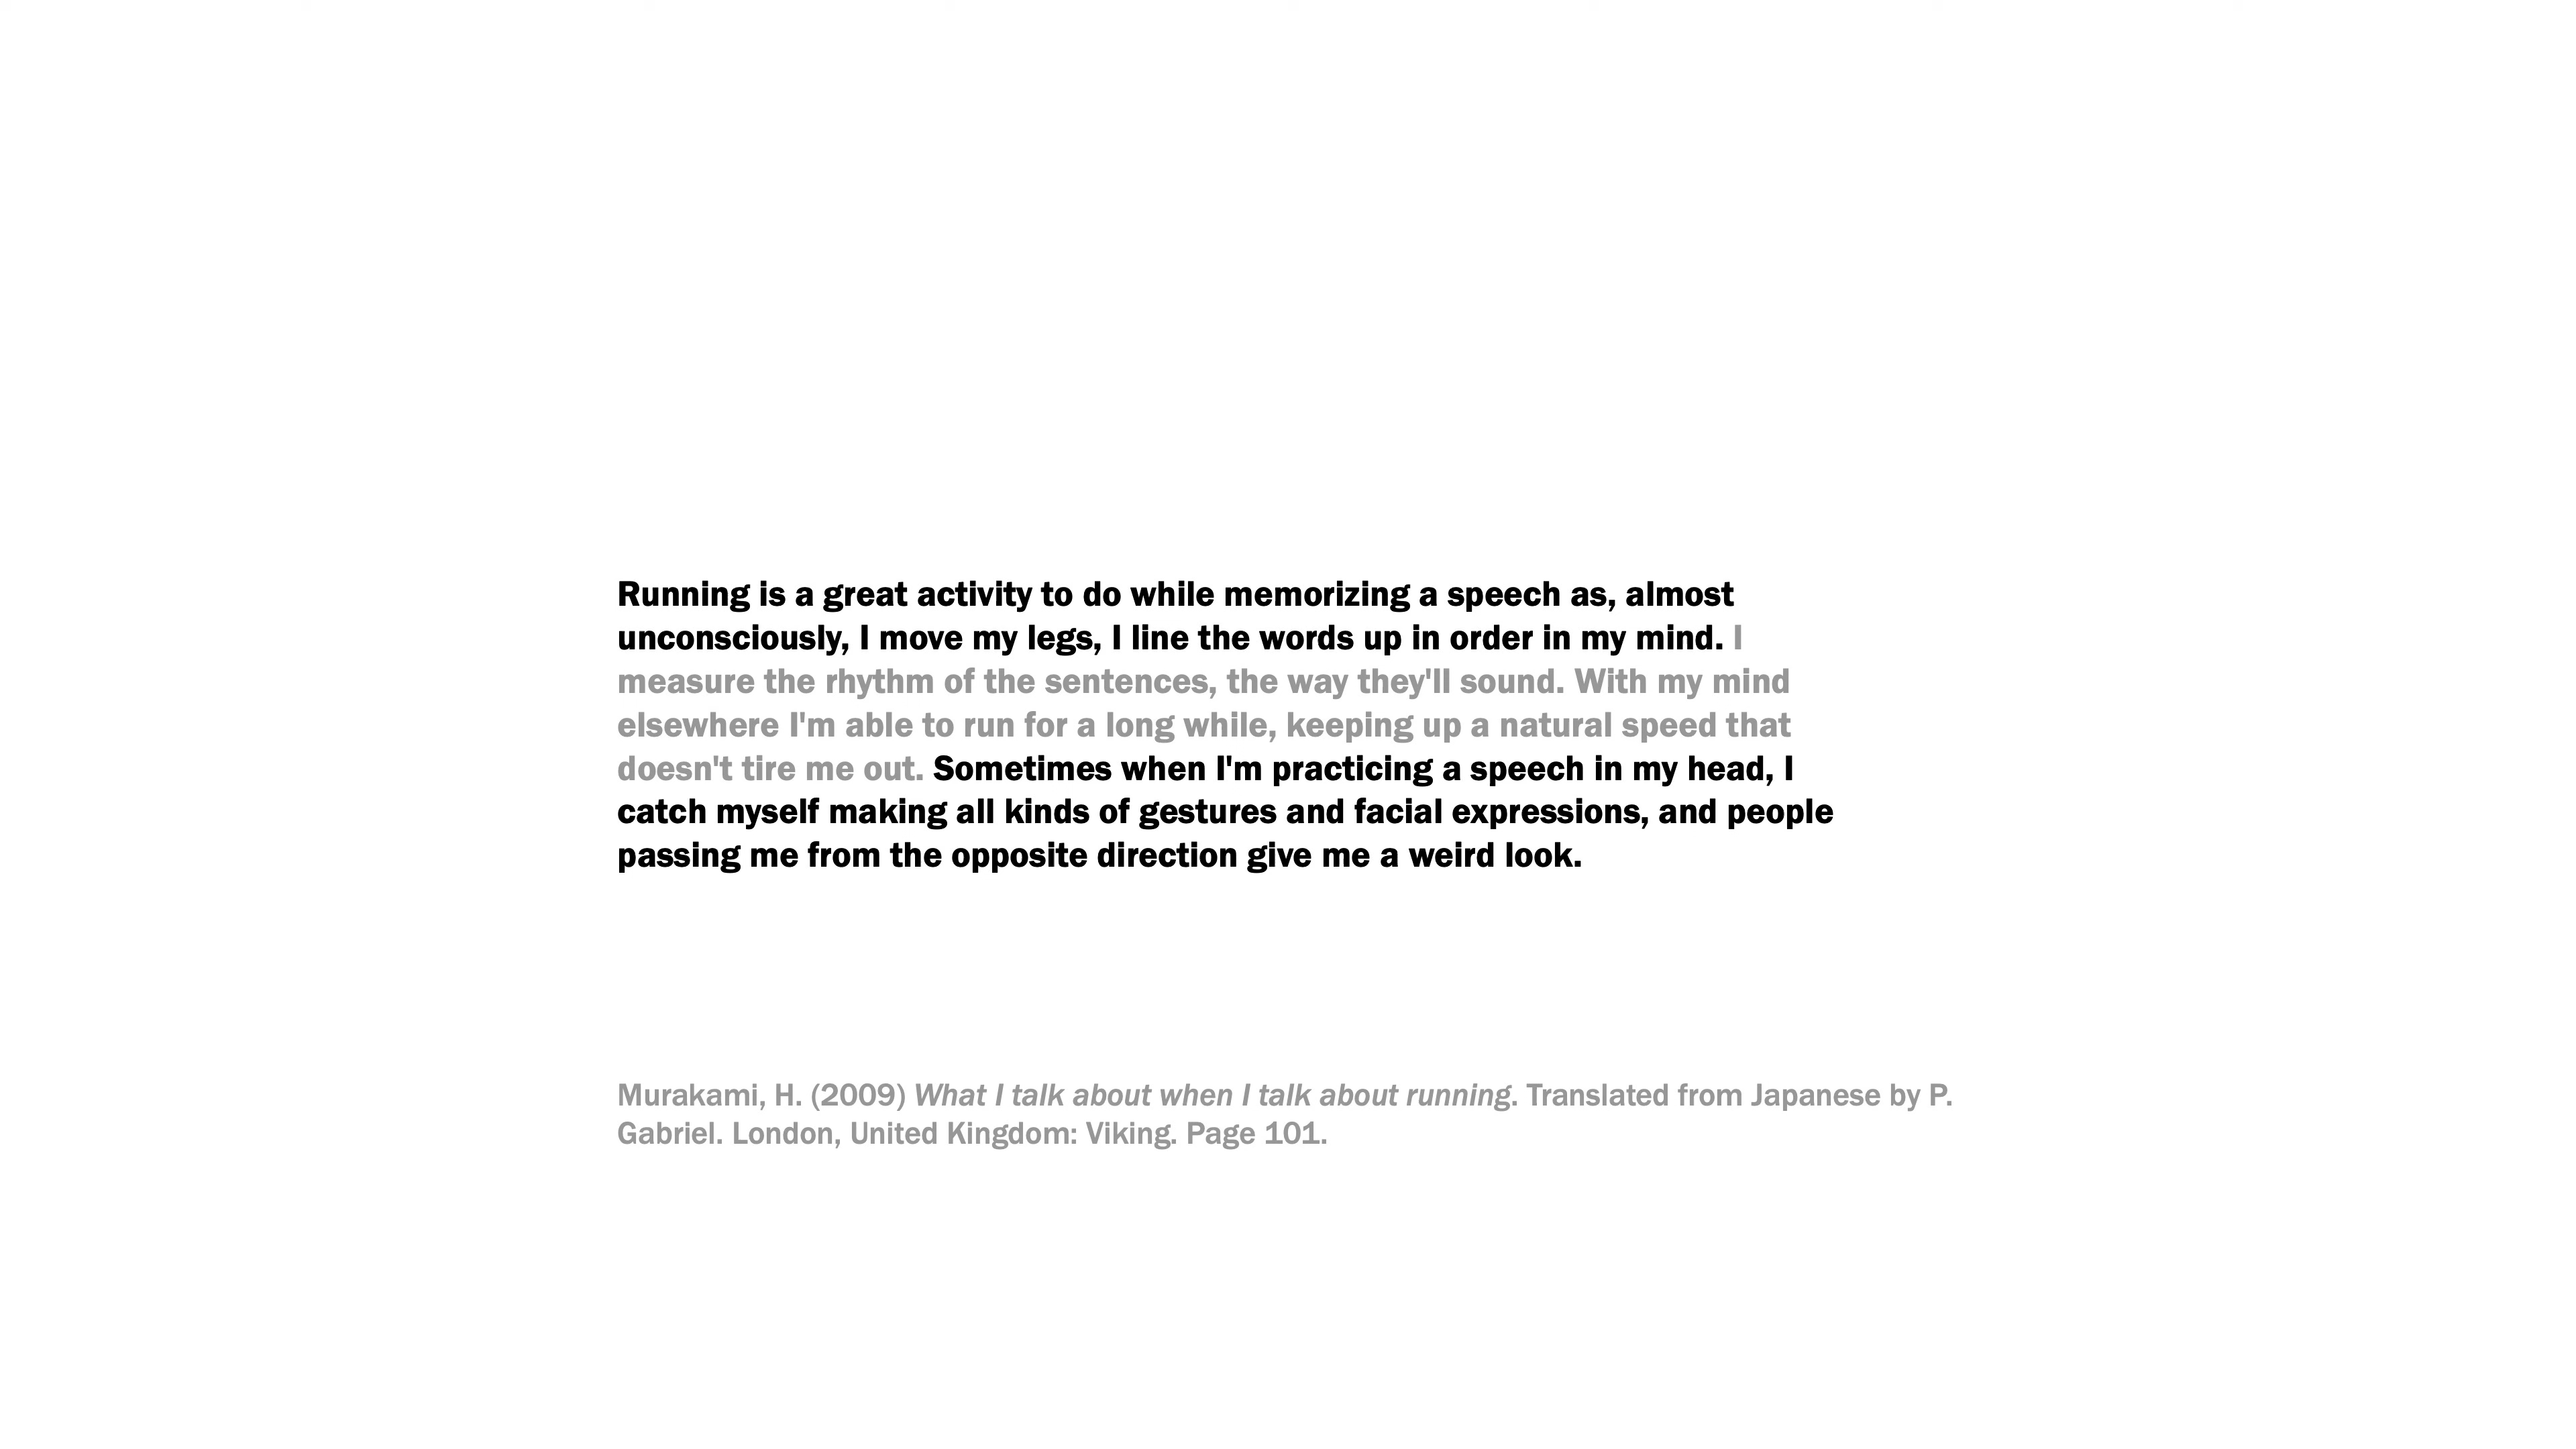 Running is a great activity to do while memorizing a speech as, almost
unconsciously, I move my legs, I line the words up in order in my mind. I
measure the rhythm of the sentences, the way they'll sound. With my mind
elsewhere I'm able to run for a long while, keeping up a natural speed that
doesn't tire me out. Sometimes when I'm practicing a speech in my head, I
catch myself making all kinds of gestures and facial expressions, and people
passing me from the opposite direction give me a weird look.
Murakami, H. (2009) What I talk about when I talk about running. Translated from Japanese by P.
Gabriel. London, United Kingdom: Viking. Page 101.